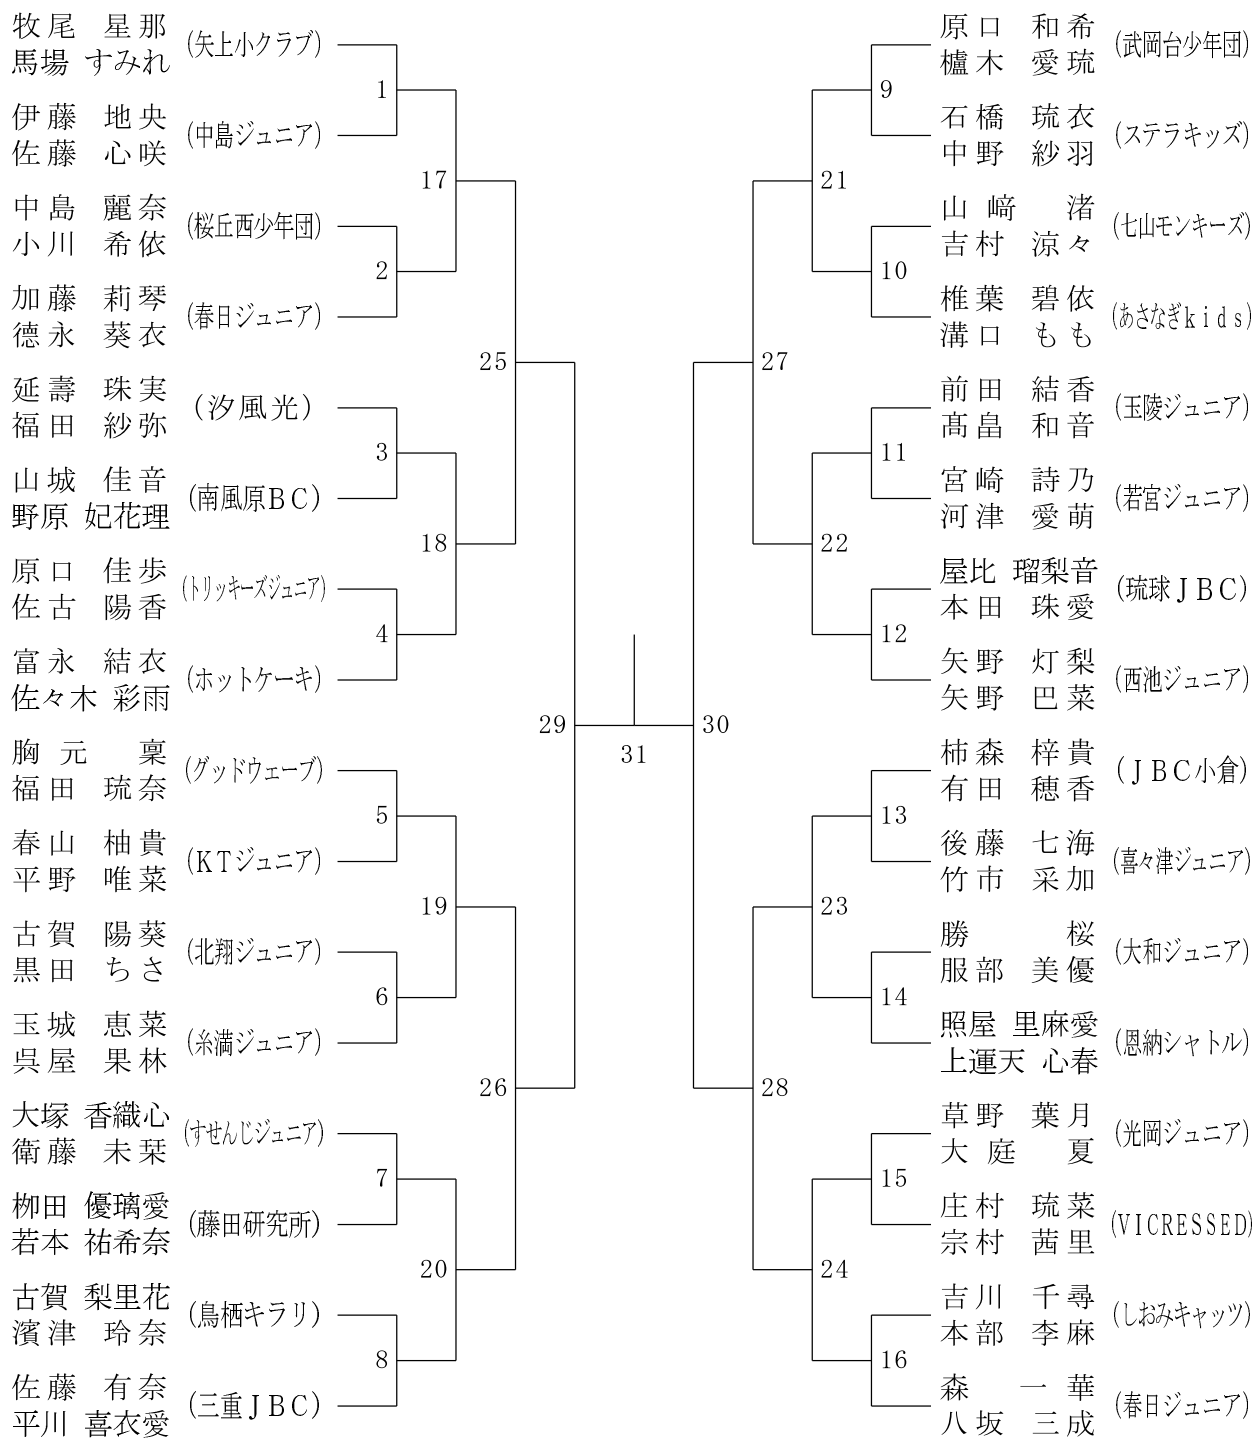 牧尾 星那
馬場 すみれ
(矢上小クラブ)
1
伊藤 地央
佐藤 心咲
(中島ジュニア)
17
中島 麗奈
小川 希依
(桜丘西少年団)
2
加藤 莉琴
德永 葵衣
(春日ジュニア)
25
延壽 珠実
福田 紗弥
(汐風光)
3
山城 佳音
野原 妃花理
(南風原BC)
18
原口 佳歩
佐古 陽香
(トリッキーズジュニア)
4
富永 結衣
佐々木 彩雨
(ホットケーキ)
29
胸元 稟
福田 琉奈
(グッドウェーブ)
5
春山 柚貴
平野 唯菜
(KTジュニア)
19
古賀 陽葵
黒田 ちさ
(北翔ジュニア)
6
玉城 恵菜
呉屋 果林
(糸満ジュニア)
26
大塚 香織心
衛藤 未栞
(すせんじジュニア)
7
栁田 優璃愛
若本 祐希奈
(藤田研究所)
20
古賀 梨里花
濱津 玲奈
(鳥栖キラリ)
8
佐藤 有奈
平川 喜衣愛
(三重JBC)
31
原口 和希
櫨木 愛琉
(武岡台少年団)
9
石橋 琉衣
中野 紗羽
(ステラキッズ)
21
山﨑 渚
吉村 涼々
(七山モンキーズ)
10
椎葉 碧依
溝口 もも
(あさなぎkids)
27
前田 結香
髙畠 和音
(玉陵ジュニア)
11
宮崎 詩乃
河津 愛萌
(若宮ジュニア)
22
屋比 瑠梨音
本田 珠愛
(琉球JBC)
12
矢野 灯梨
矢野 巴菜
(西池ジュニア)
30
柿森 梓貴
有田 穂香
(JBC小倉)
13
後藤 七海
竹市 采加
(喜々津ジュニア)
23
勝 桜
服部 美優
(大和ジュニア)
14
照屋 里麻愛
上運天 心春
(恩納シャトル)
28
草野 葉月
大庭 夏
(光岡ジュニア)
15
庄村 琉菜
宗村 茜里
(VICRESSED)
24
吉川 千尋
本部 李麻
(しおみキャッツ)
16
森 一華
八坂 三成
(春日ジュニア)